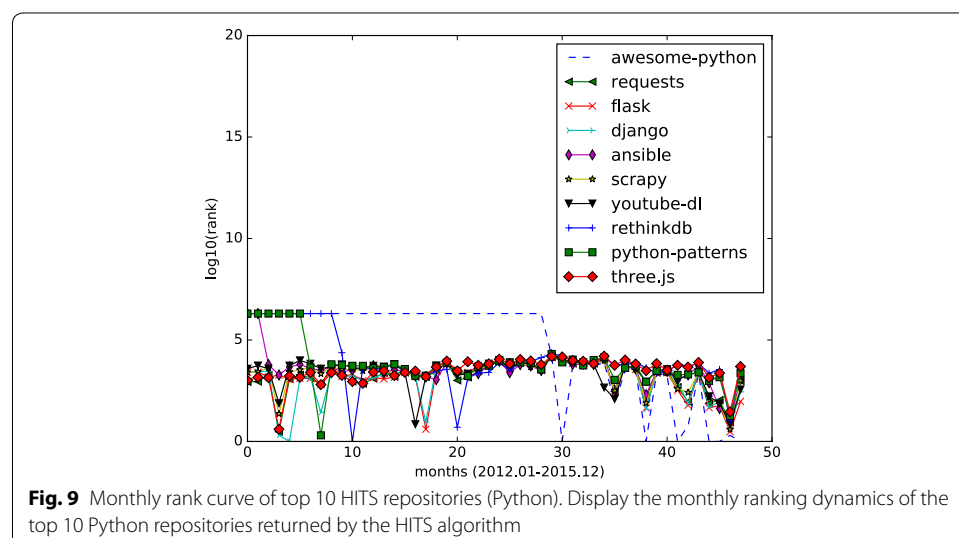 20
15
10
5
0
log10(rank)
awesome-python
requests
flask
django
ansible
scrapy
youtube-dl
rethinkdb
python-patterns
three.js
0 10 20 30 40 50
months (2012.01-2015.12)
Fig. 9 Monthly rank curve of top 10 HITS repositories (Python). Display the monthly ranking dynamics of the
top 10 Python repositories returned by the HITS algorithm